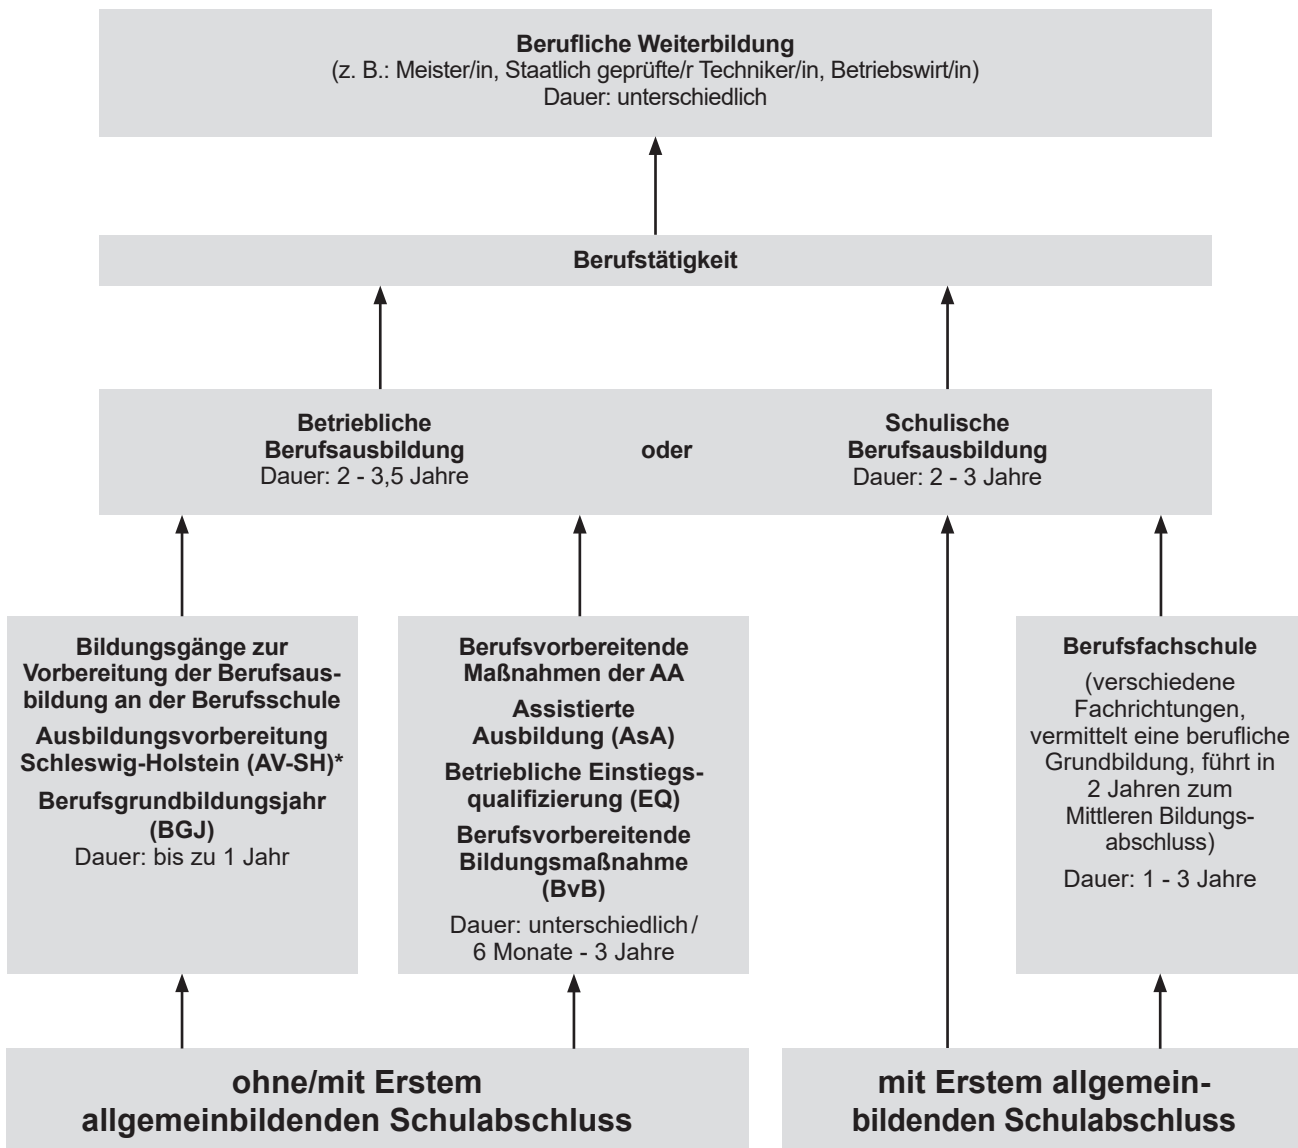 Berufliche Weiterbildung
(z. B.: Meister/in, Staatlich geprüfte/r Techniker/in, Betriebswirt/in)
Dauer: unterschiedlich
Berufstätigkeit
Betriebliche
Berufsausbildung
Dauer: 2 - 3,5 Jahre
oder
Schulische
Berufsausbildung
Dauer: 2 - 3 Jahre
Bildungsgänge zur
Vorbereitung der Berufsaus-
bildung an der Berufsschule
Ausbildungsvorbereitung
Schleswig-Holstein (AV-SH)*
Berufsgrundbildungsjahr
(BGJ)
Dauer: bis zu 1 Jahr
Berufsvorbereitende
Maßnahmen der AA
Assistierte
Ausbildung (AsA)
Betriebliche Einstiegs-
qualifizierung (EQ)
Berufsvorbereitende
Bildungsmaßnahme
(BvB)
Dauer: unterschiedlich /
6 Monate - 3 Jahre
Berufsfachschule
(verschiedene
Fachrichtungen,
vermittelt eine berufliche
Grundbildung, führt in
2 Jahren zum
Mittleren Bildungs-
abschluss)
Dauer: 1 - 3 Jahre
ohne/mit Erstem
allgemeinbildenden Schulabschluss
mit Erstem allgemein-
bildenden Schulabschluss